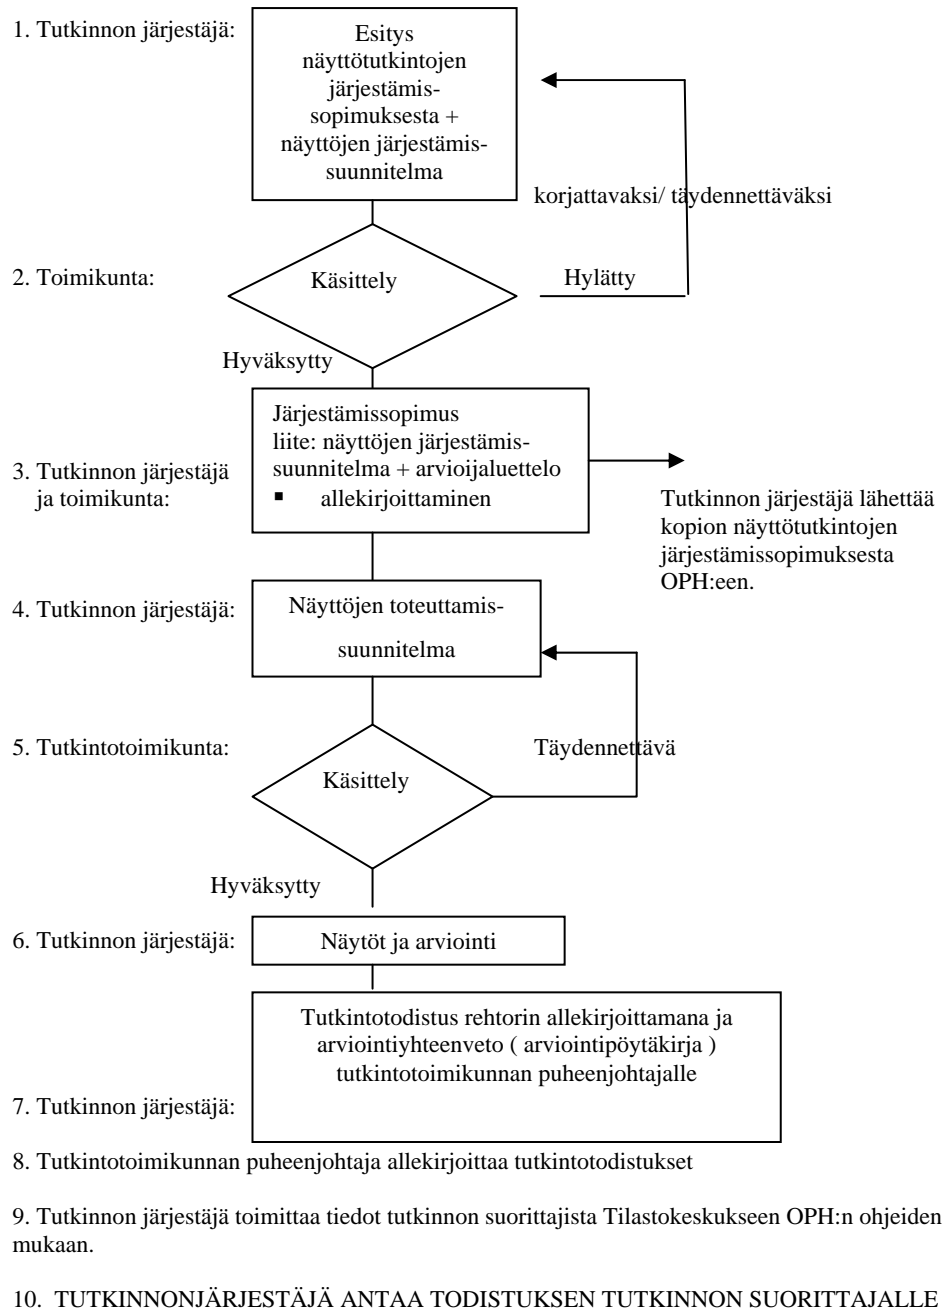 1. Tutkinnon järjestäjä:
Esitys
näyttötutkintojen
järjestämis-
sopimuksesta +
näyttöjen järjestämis-
suunnitelma
korjattavaksi/ täydennettäväksi
2. Toimikunta:
Käsittely
Hylätty
Hyväksytty
Järjestämissopimus
liite: näyttöjen järjestämis-
suunnitelma + arvioijaluettelo
▪ allekirjoittaminen
3. Tutkinnon järjestäjä
ja toimikunta:
Tutkinnon järjestäjä lähettää
kopion näyttötutkintojen
järjestämissopimuksesta
OPH:een.
4. Tutkinnon järjestäjä:
Näyttöjen toteuttamis-
suunnitelma
5. Tutkintotoimikunta:
Käsittely
Täydennettävä
Hyväksytty
6. Tutkinnon järjestäjä:
Näytöt ja arviointi
Tutkintotodistus rehtorin allekirjoittamana ja
arviointiyhteenveto ( arviointipöytäkirja )
tutkintotoimikunnan puheenjohtajalle
7. Tutkinnon järjestäjä:
8. Tutkintotoimikunnan puheenjohtaja allekirjoittaa tutkintotodistukset
9. Tutkinnon järjestäjä toimittaa tiedot tutkinnon suorittajista Tilastokeskukseen OPH:n ohjeiden
mukaan.
10. TUTKINNONJÄRJESTÄJÄ ANTAA TODISTUKSEN TUTKINNON SUORITTAJALLE